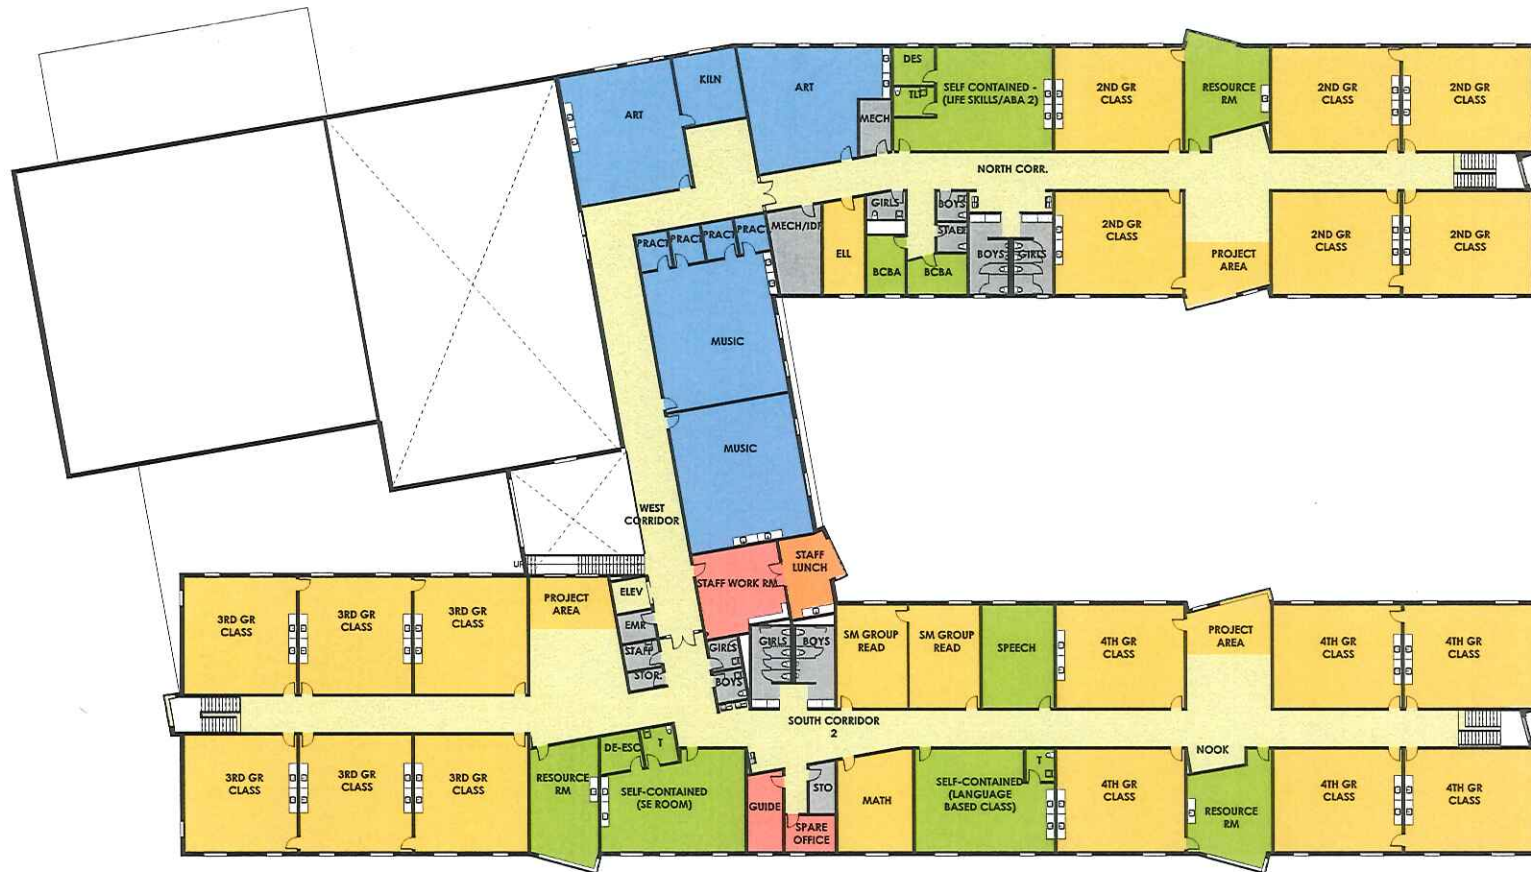 DES
KILN
ART
ART
TLT
MECH
SELF CONTAINED -
(LIFE SKILLS/ABA 2)
2ND GR
CLASS
RESOURCE
RM
2ND GR
CLASS
2ND GR
CLASS
NORTH CORR.
GIRLS
BOYS
STAFF
MECH/IDF
ELL
BCBA
BCBA
BOYS
GIRLS
2ND GR
CLASS
PROJECT
AREA
2ND GR
CLASS
2ND GR
CLASS
PRACT
PRACT
PRACT
PRACT
MUSIC
MUSIC
WEST
CORRIDOR
UP
STAFF WORK RM
STAFF
LUNCH
3RD GR
CLASS
3RD GR
CLASS
3RD GR
CLASS
PROJECT
AREA
ELEV
EMR
STAFF
STOR.
GIRLS
BOYS
GIRLS
BOYS
SM GROUP
READ
SM GROUP
READ
SPEECH
4TH GR
CLASS
PROJECT
AREA
4TH GR
CLASS
4TH GR
CLASS
SOUTH CORRIDOR
2
NOOK
3RD GR
CLASS
3RD GR
CLASS
3RD GR
CLASS
RESOURCE
RM
DE-ESC
T
SELF-CONTAINED
(SE ROOM)
GUIDE
STO
SPARE
OFFICE
MATH
SELF-CONTAINED
(LANGUAGE
BASED CLASS)
T
4TH GR
CLASS
RESOURCE
RM
4TH GR
CLASS
4TH GR
CLASS